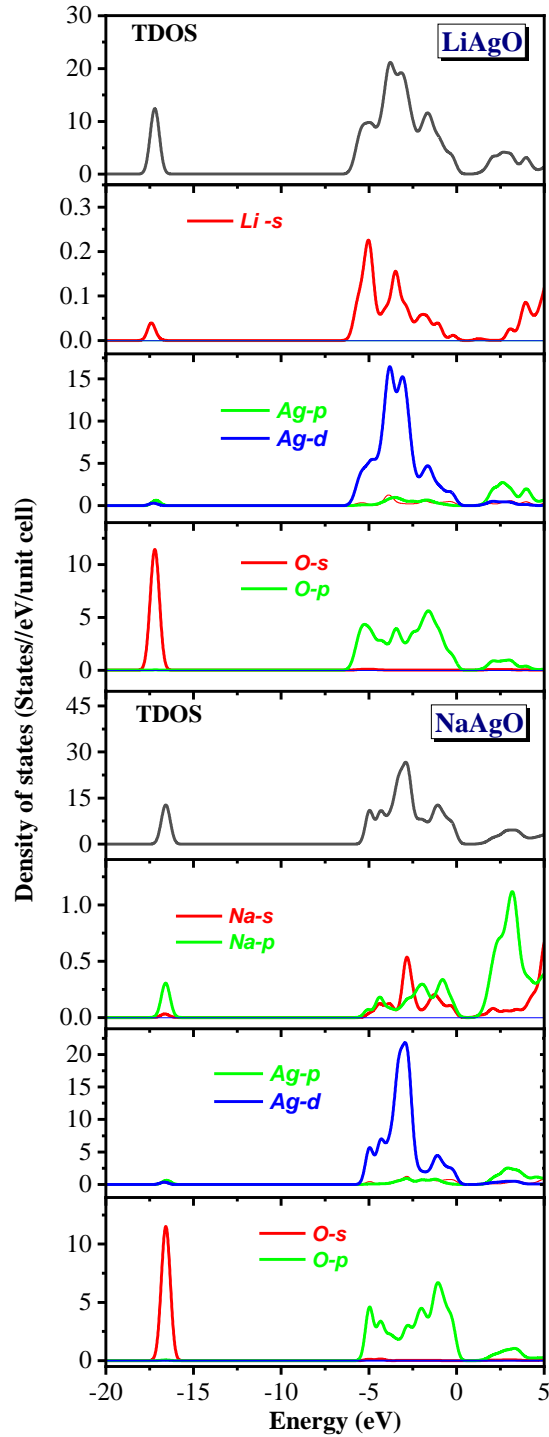 TDOS
LiAgO
30
20
10
0
Li -s
0.3
0.2
0.1
0.0
Ag-p
Ag-d
15
10
5
0
O-s
O-p
10
5
0
TDOS
NaAgO
45
30
15
0
Na-s
Na-p
1.0
0.5
0.0
Ag-p
Ag-d
20
15
10
5
0
O-s
O-p
10
5
0
-20 -15 -10 -5 0 5
Energy (eV)
Density of states (States//eV/unit cell)